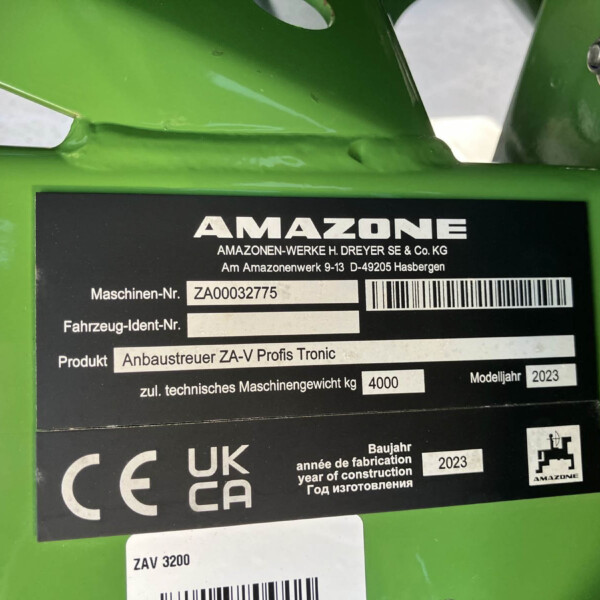 AMAZONE
AMAZONEN-WERKE H. DREYER SE & Co. KG
Am Amazonenwerk 9-13 D-49205 Hasbergen
Maschinen-Nr. ZA00032775
Fahrzeug-Ident-Nr.
Produkt Anbaustreuer ZA-V Profis Tronic
zul. technisches Maschinengewicht kg 4000 Modelljahr 2023
CE UK CA
Baujahr
année de fabrication
year of construction
Год изготовления
2023
AMAZONE
ZAV 3200